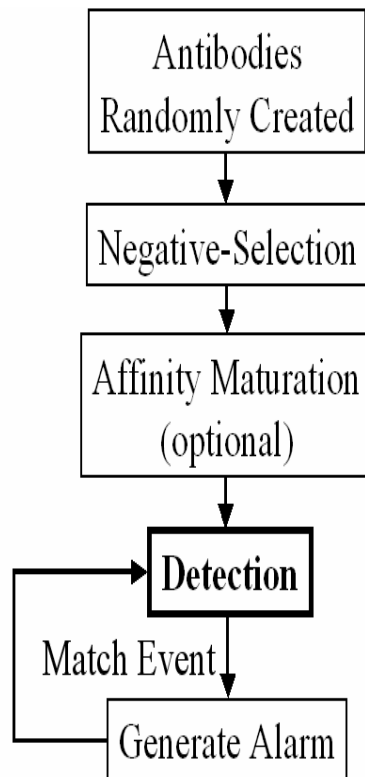 Antibodies
Randomly Created
Negative-Selection
Affinity Maturation
(optional)
Detection
Match Event
Generate Alarm